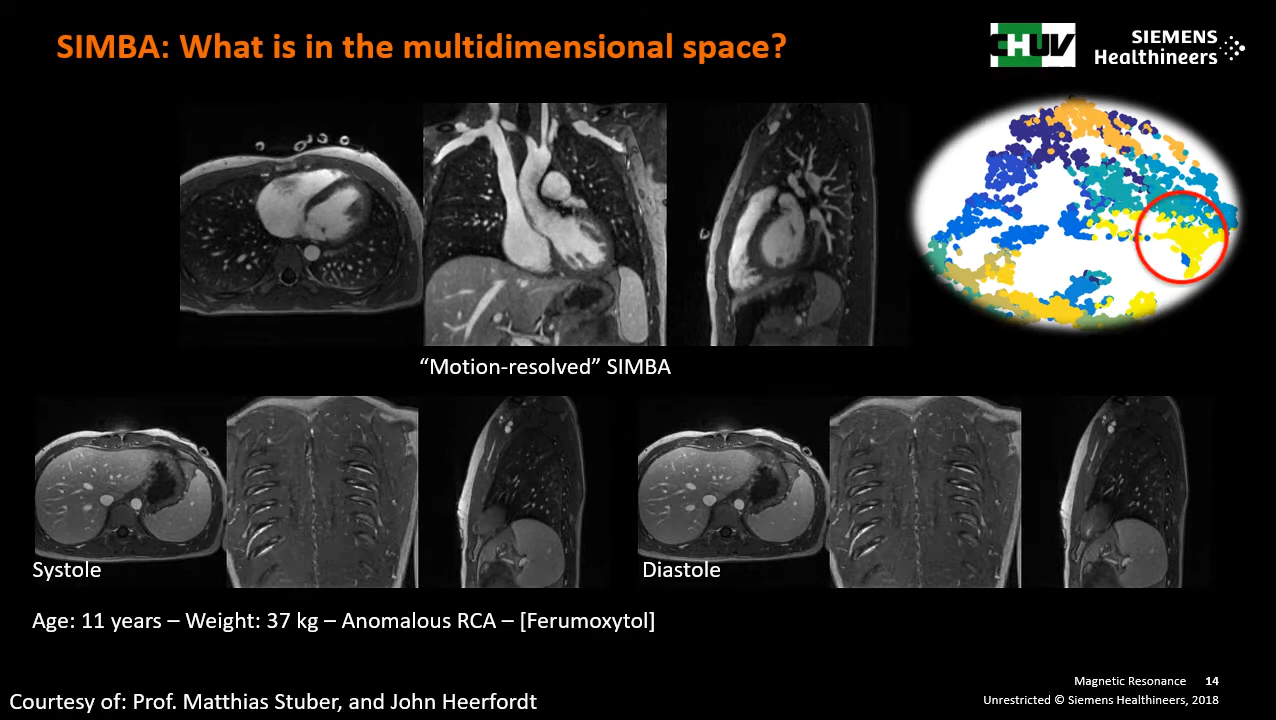 SIMBA: What is in the multidimensional space?
CHUV
SIEMENS
Healthineers
“Motion-resolved” SIMBA
Systole
Diastole
Age: 11 years – Weight: 37 kg – Anomalous RCA – [Ferumoxytol]
Magnetic Resonance 14
Unrestricted © Siemens Healthineers, 2018
Courtesy of: Prof. Matthias Stuber, and John Heerfordt